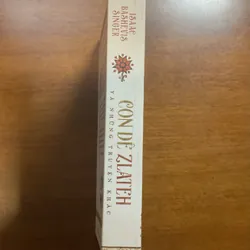 ISAAC
BASHEVIS
SINGER
CON DÊ ZLATEH
VÀ NHỮNG TRUYỆN KHÁC